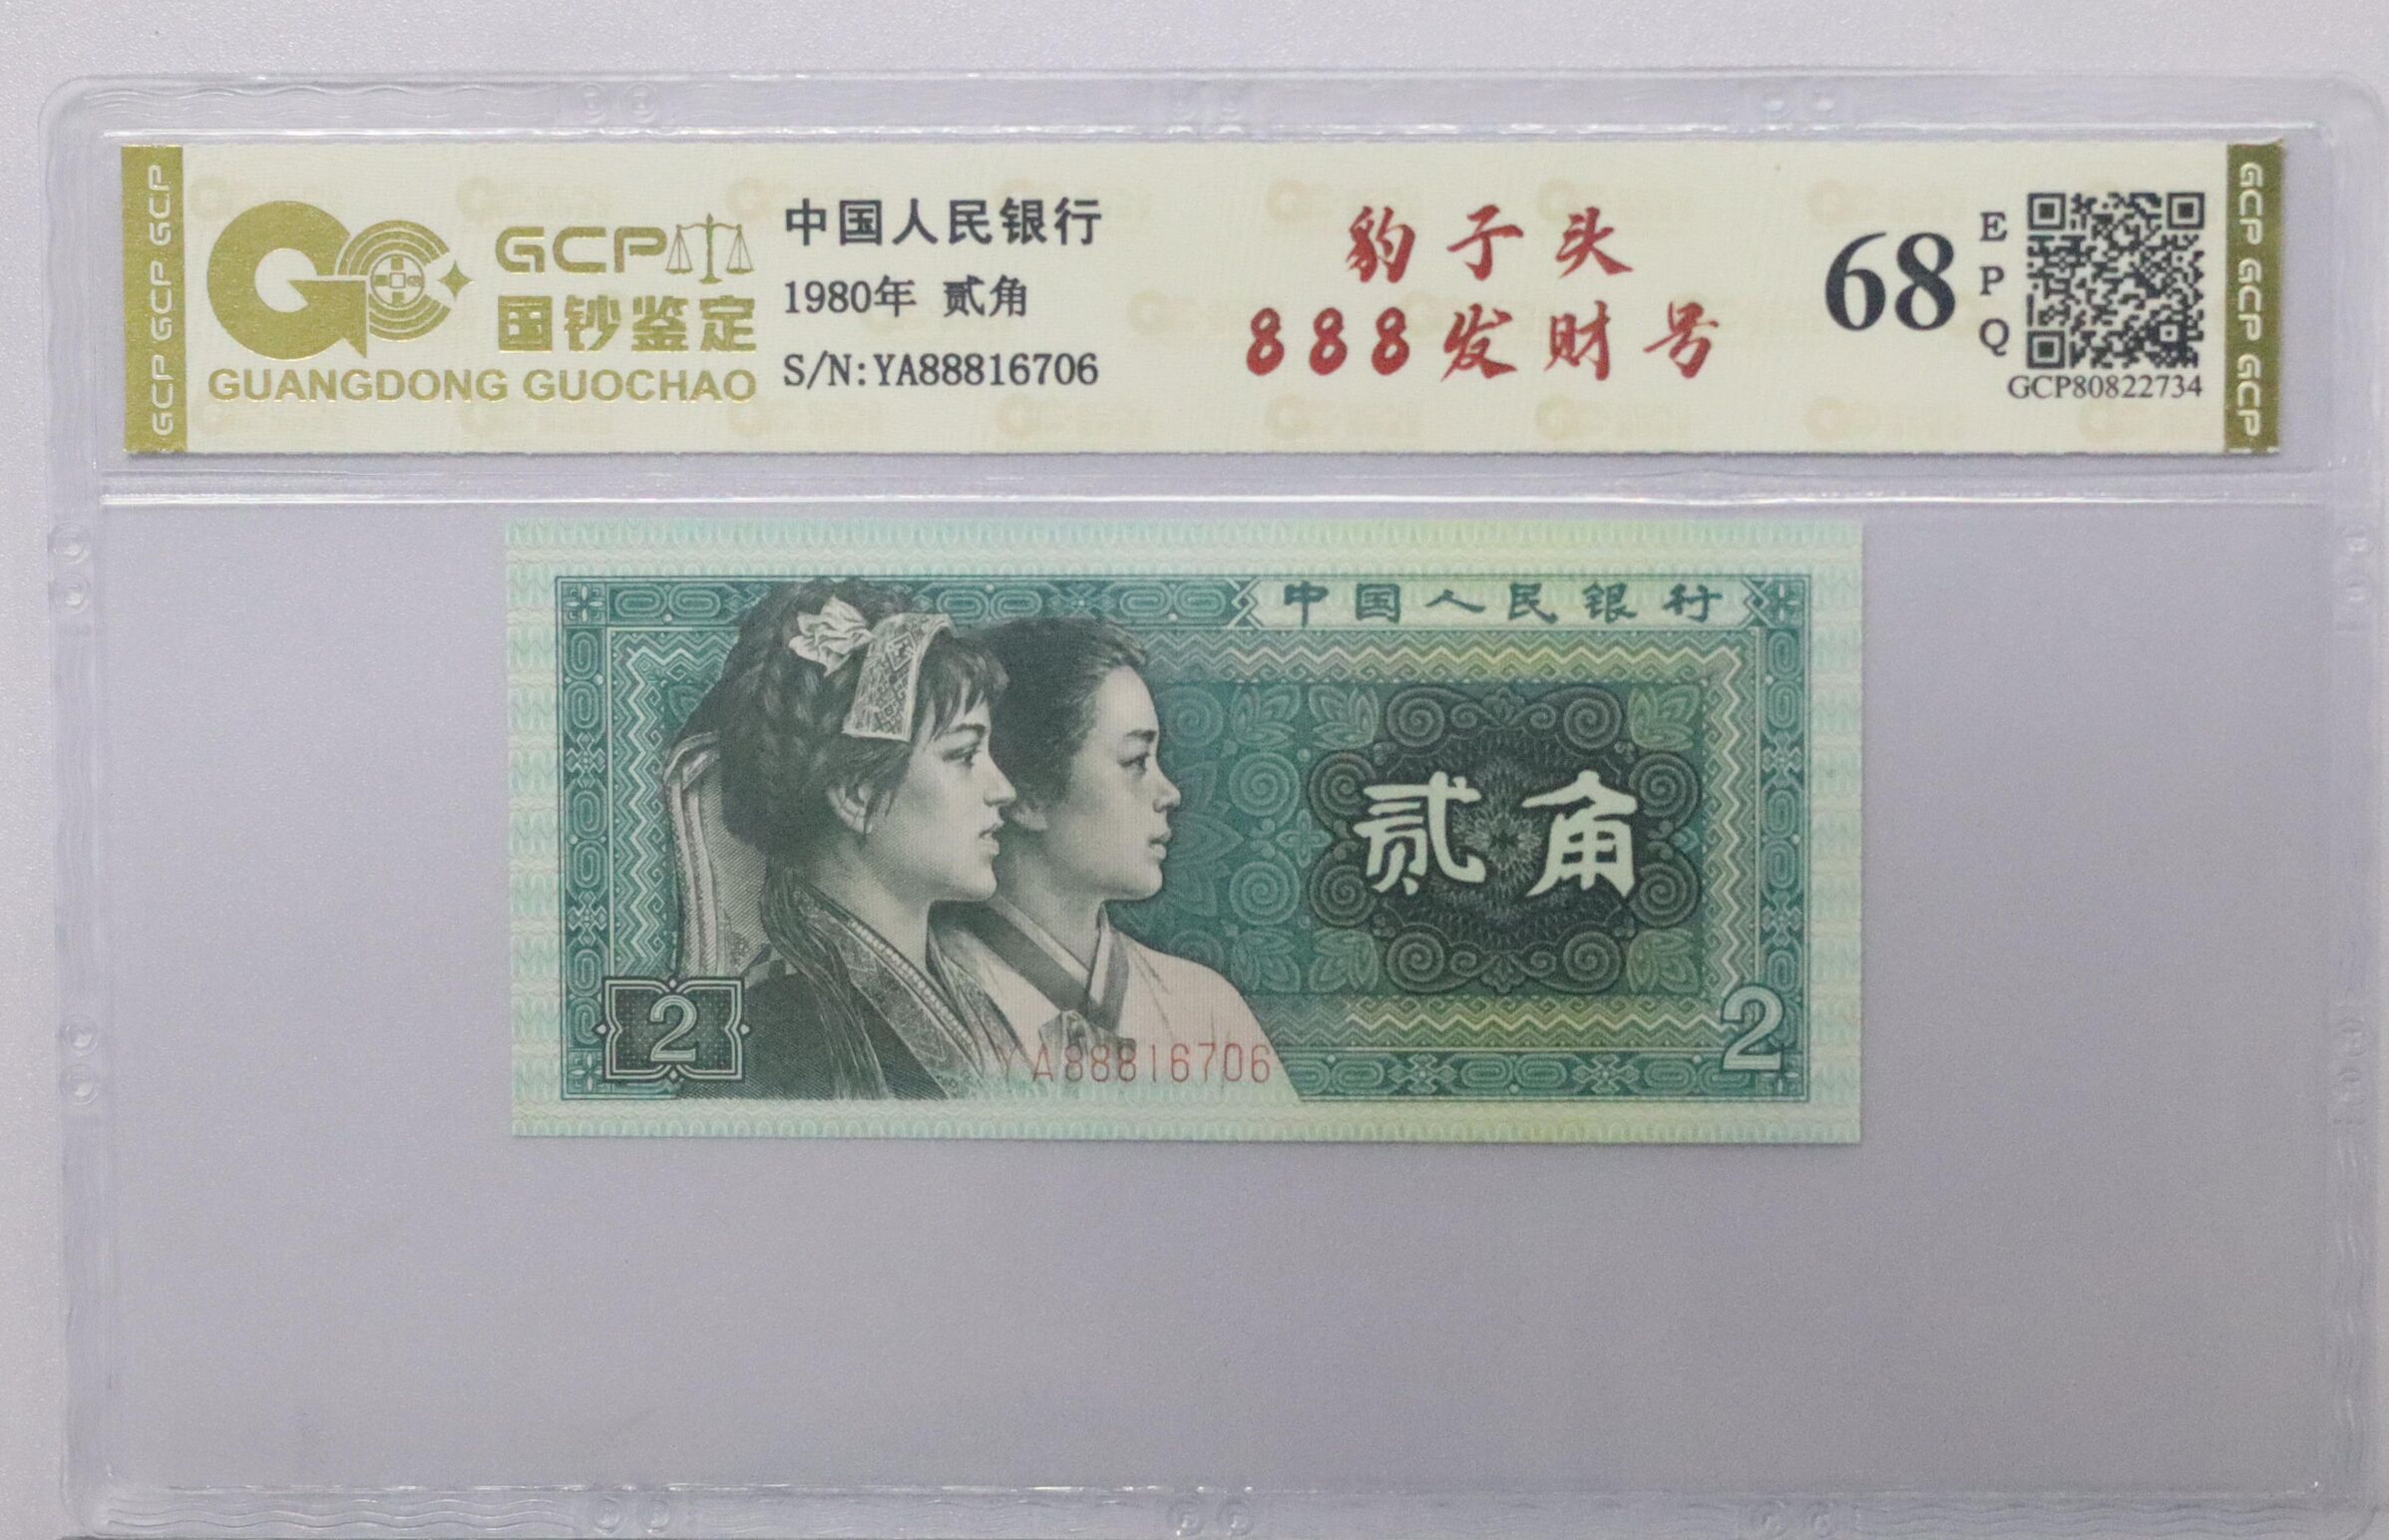 GCP GCP GCP
GCP
国钞鉴定
GUANGDONG GUOCHAO
中国人民银行
1980年 贰角
S/N:YA88816706
豹子头
888发财号
68
EPQ
GCP80822734
GCP GCP GCP
中国人民银行
贰角
2
2
YA88816706